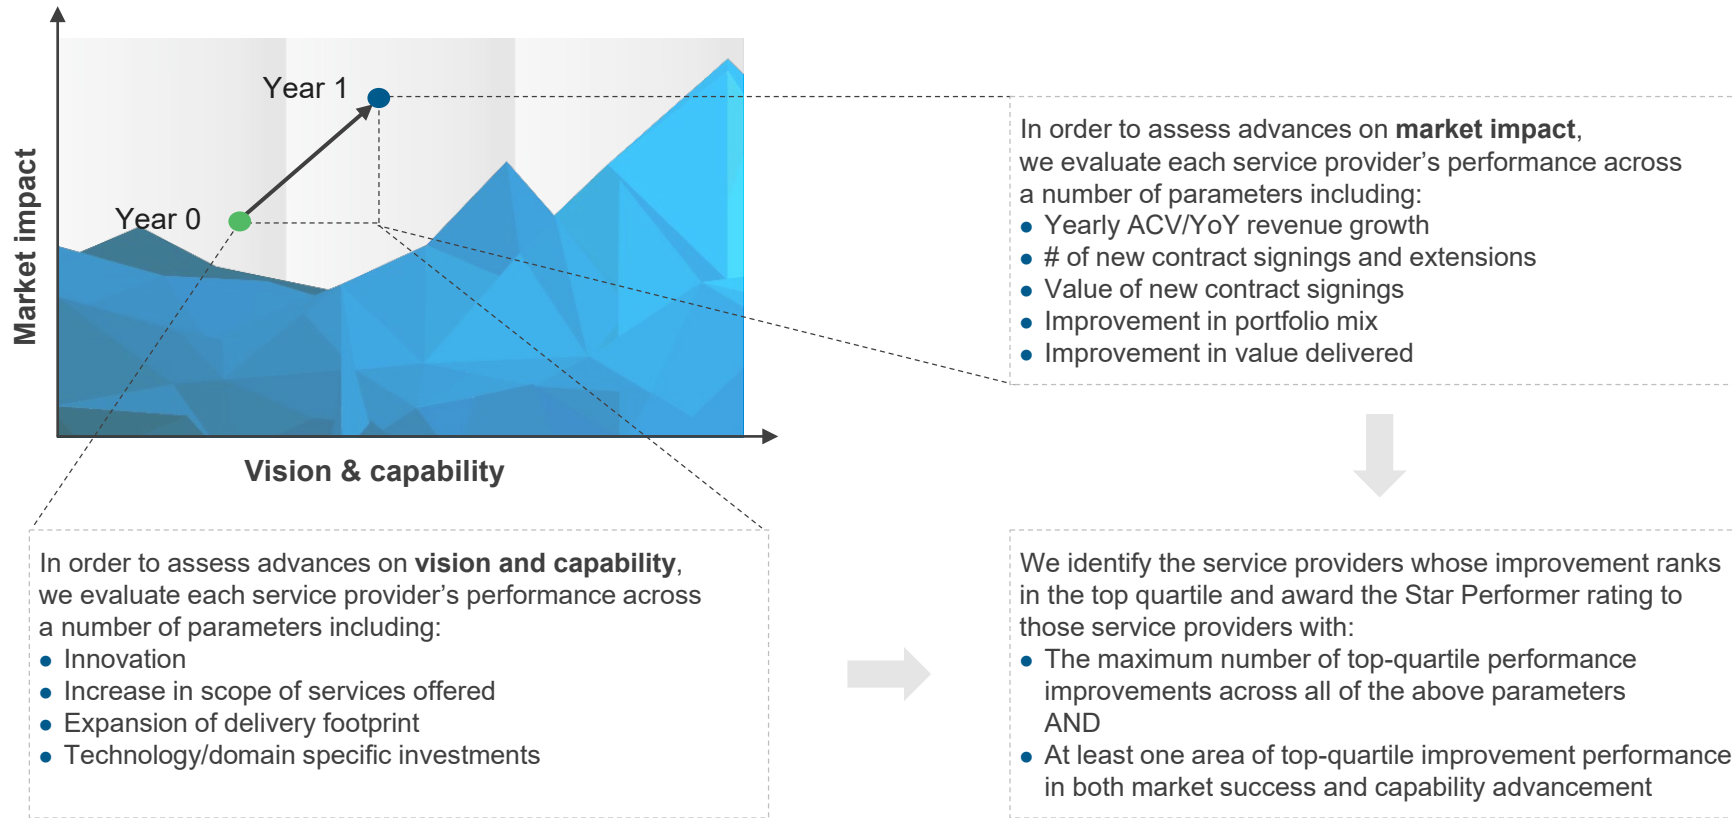 Year 1
Year 0
Market impact
Vision & capability
In order to assess advances on market impact,
we evaluate each service provider’s performance across
a number of parameters including:
● Yearly ACV/YoY revenue growth
● # of new contract signings and extensions
● Value of new contract signings
● Improvement in portfolio mix
● Improvement in value delivered
In order to assess advances on vision and capability,
we evaluate each service provider’s performance across
a number of parameters including:
● Innovation
● Increase in scope of services offered
● Expansion of delivery footprint
● Technology/domain specific investments
We identify the service providers whose improvement ranks
in the top quartile and award the Star Performer rating to
those service providers with:
● The maximum number of top-quartile performance
improvements across all of the above parameters
AND
● At least one area of top-quartile improvement performance
in both market success and capability advancement